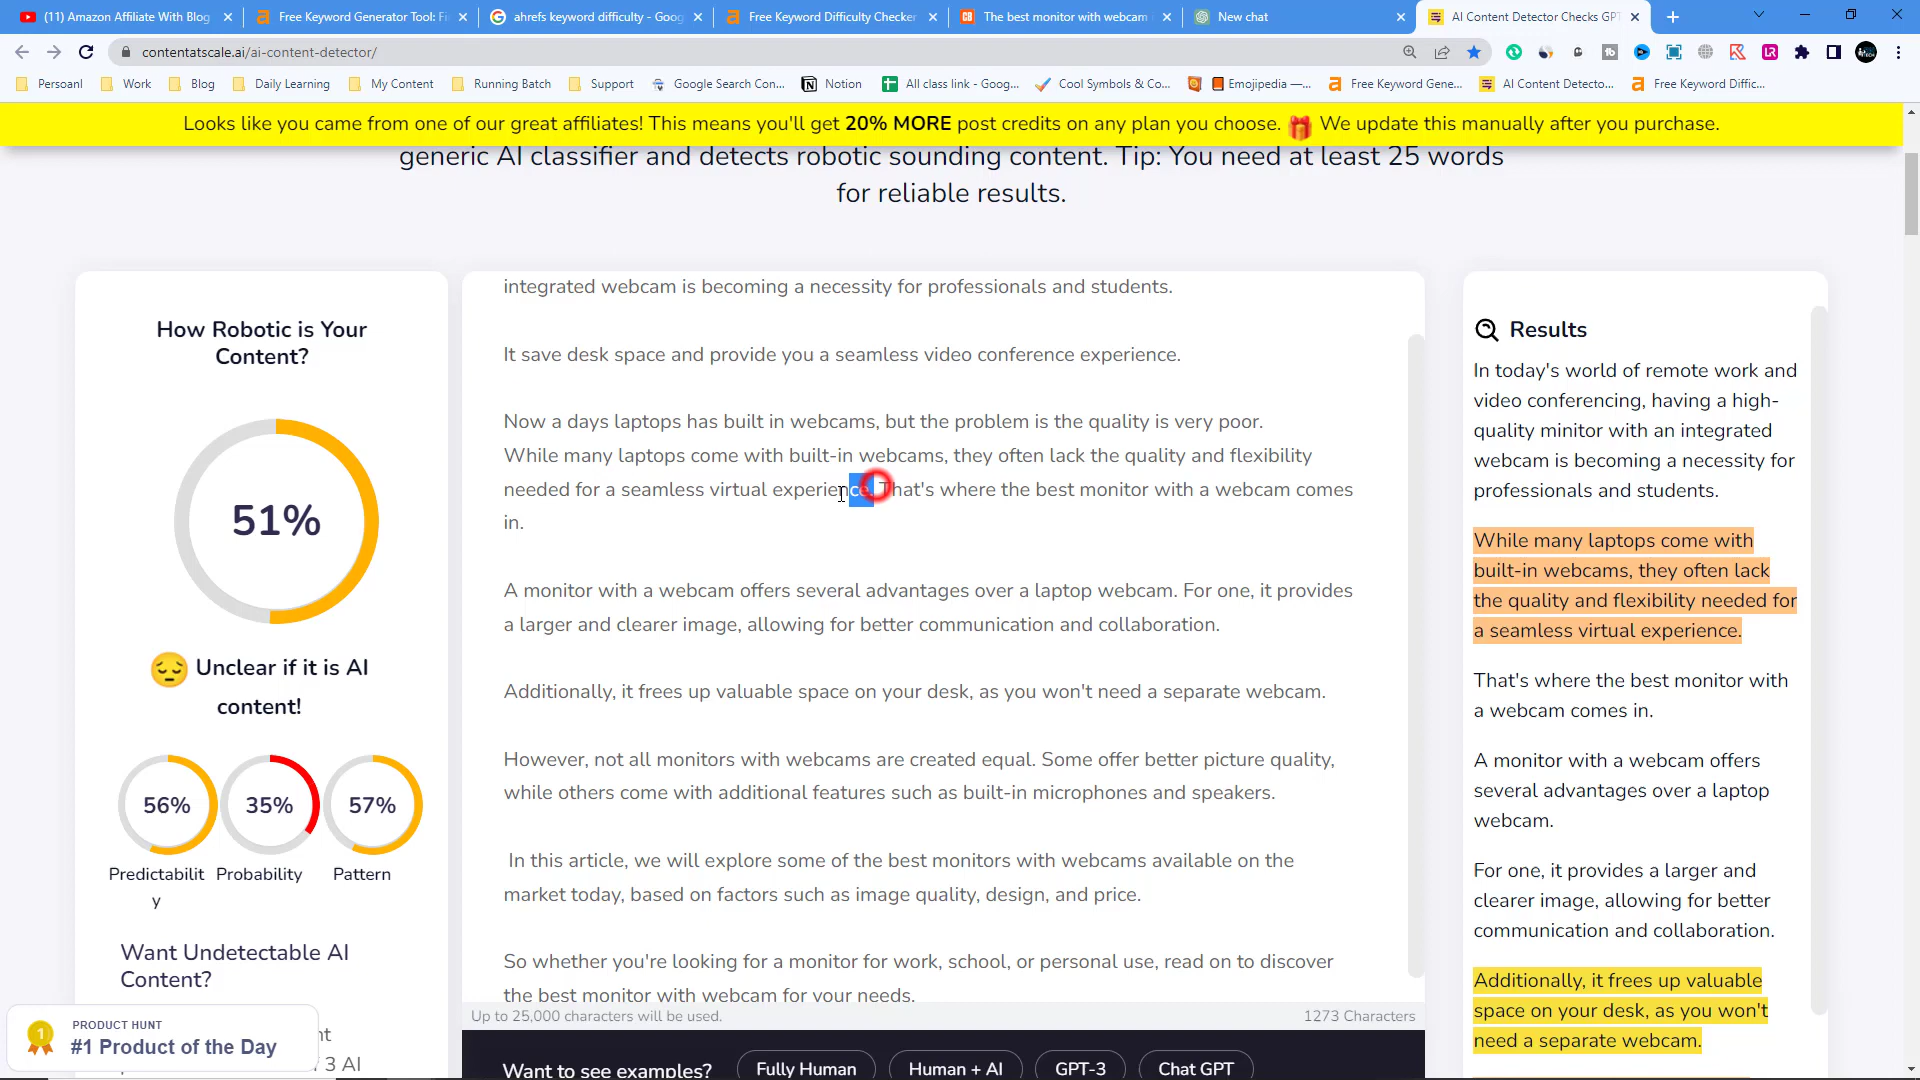 (11) Amazon Affiliate With Blog
Free Keyword Generator Tool: Fi
ahrefs keyword difficulty - Goog
Free Keyword Difficulty Checker
The best monitor with webcam
New chat
AI Content Detector Checks GPT
contentatscale.ai/ai-content-detector/
Persoanl
Work
Blog
Daily Learning
My Content
Running Batch
Support
Google Search Con...
Notion
All class link - Goog...
Cool Symbols & Co...
Emojipedia —...
Free Keyword Gene...
AI Content Detecto...
Free Keyword Diffic...
Looks like you came from one of our great affiliates! This means you'll get 20% MORE post credits on any plan you choose. 🎁 We update this manually after you purchase.
generic AI classifier and detects robotic sounding content. Tip: You need at least 25 words
for reliable results.
How Robotic is Your
Content?
51%
😔 Unclear if it is AI
content!
56%
35%
57%
Predictabilit
y
Probability
Pattern
Want Undetectable AI
Content?
PRODUCT HUNT
#1 Product of the Day
1
nt
f 3 AI
integrated webcam is becoming a necessity for professionals and students.
It save desk space and provide you a seamless video conference experience.
Now a days laptops has built in webcams, but the problem is the quality is very poor.
While many laptops come with built-in webcams, they often lack the quality and flexibility
needed for a seamless virtual experience. That's where the best monitor with a webcam comes
in.
A monitor with a webcam offers several advantages over a laptop webcam. For one, it provides
a larger and clearer image, allowing for better communication and collaboration.
Additionally, it frees up valuable space on your desk, as you won't need a separate webcam.
However, not all monitors with webcams are created equal. Some offer better picture quality,
while others come with additional features such as built-in microphones and speakers.
In this article, we will explore some of the best monitors with webcams available on the
market today, based on factors such as image quality, design, and price.
So whether you're looking for a monitor for work, school, or personal use, read on to discover
the best monitor with webcam for your needs.
Up to 25,000 characters will be used.
1273 Characters
Want to see examples?
Fully Human
Human + AI
GPT-3
Chat GPT
Results
In today's world of remote work and
video conferencing, having a high-
quality minitor with an integrated
webcam is becoming a necessity for
professionals and students.
While many laptops come with
built-in webcams, they often lack
the quality and flexibility needed for
a seamless virtual experience.
That's where the best monitor with
a webcam comes in.
A monitor with a webcam offers
several advantages over a laptop
webcam.
For one, it provides a larger and
clearer image, allowing for better
communication and collaboration.
Additionally, it frees up valuable
space on your desk, as you won't
need a separate webcam.